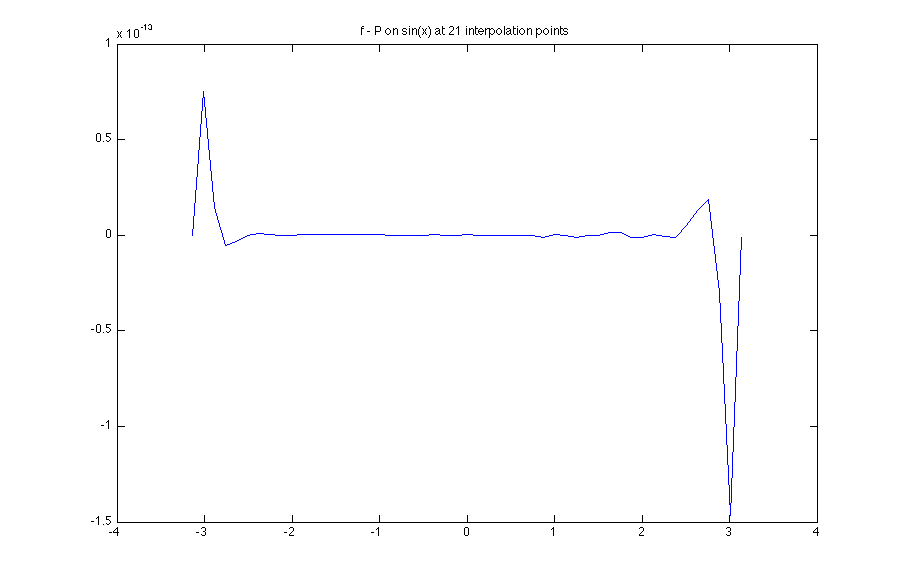 f - P on sin(x) at 21 interpolation points
x 10^-13
1
0.5
0
-0.5
-1
-1.5
-4 -3 -2 -1 0 1 2 3 4